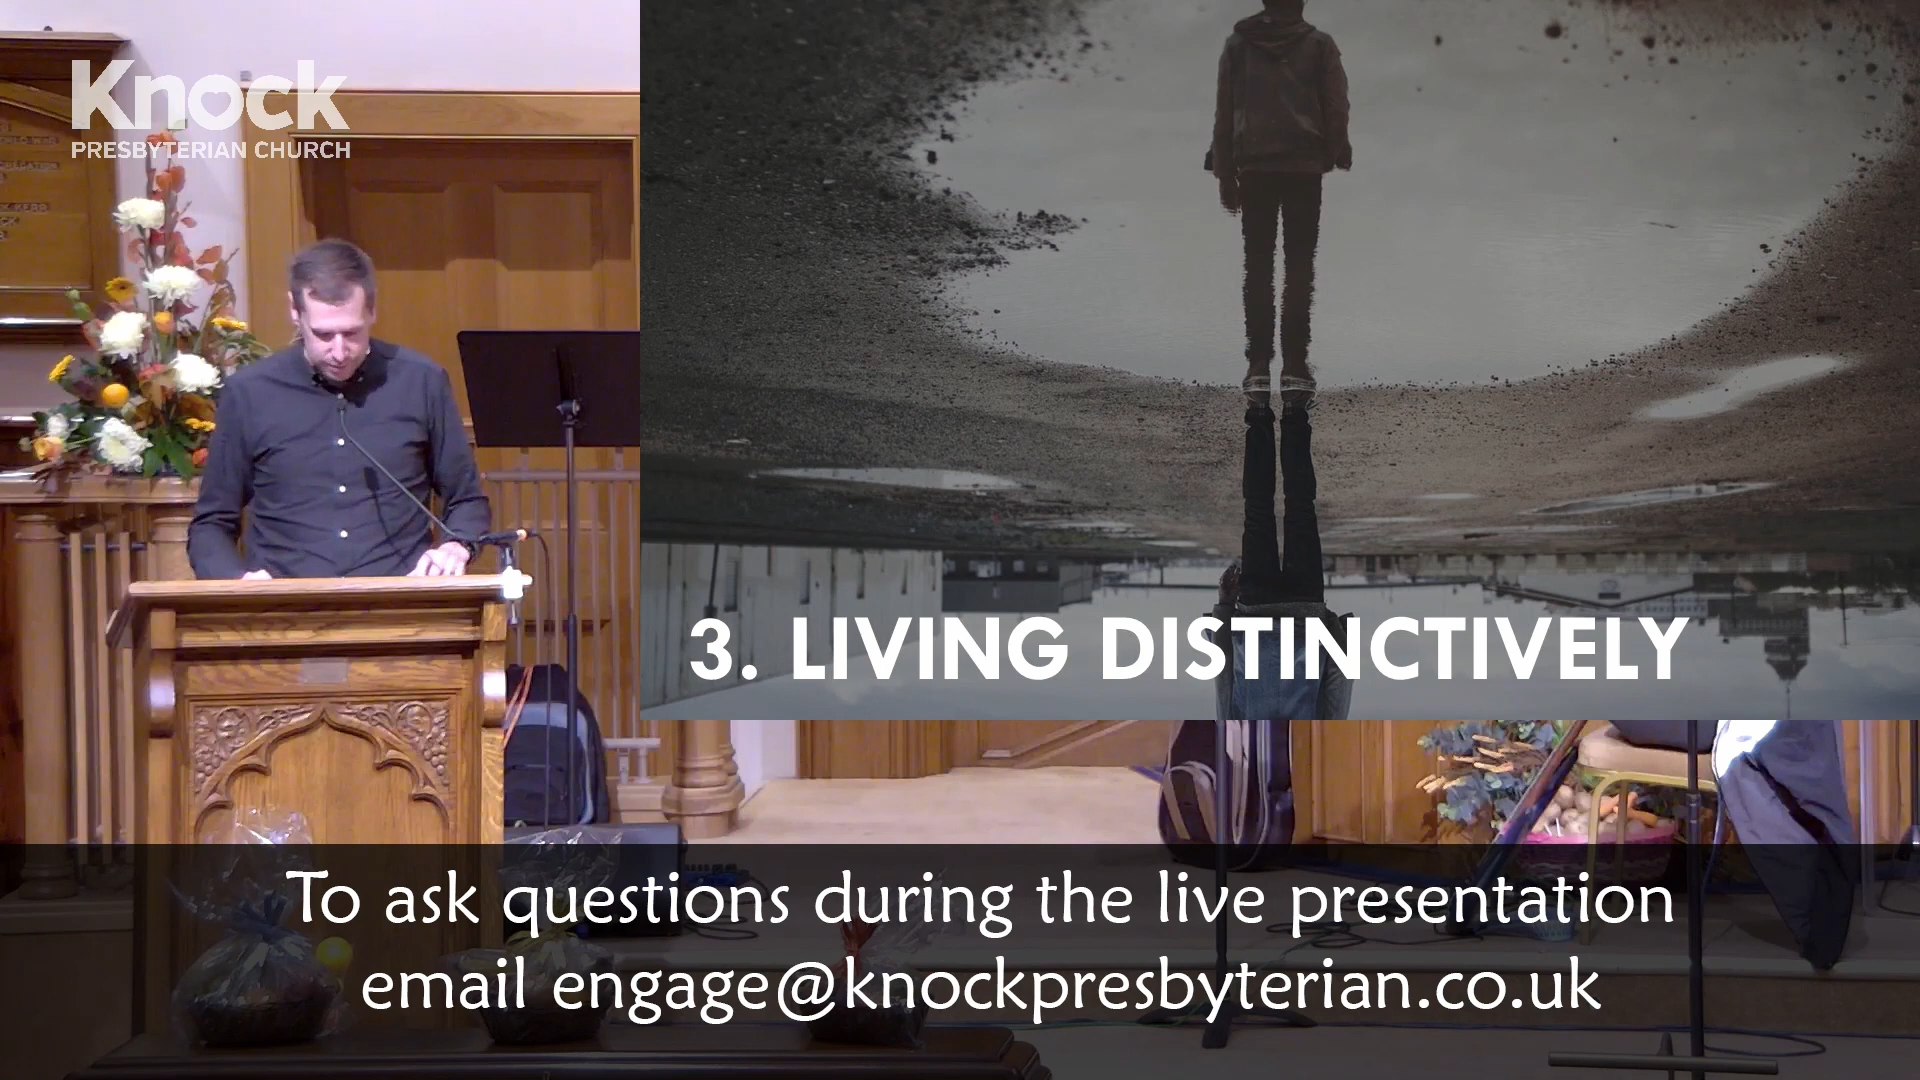 Knock
PRESBYTERIAN CHURCH
3. LIVING DISTINCTIVELY
To ask questions during the live presentation
email engage@knockpresbyterian.co.uk